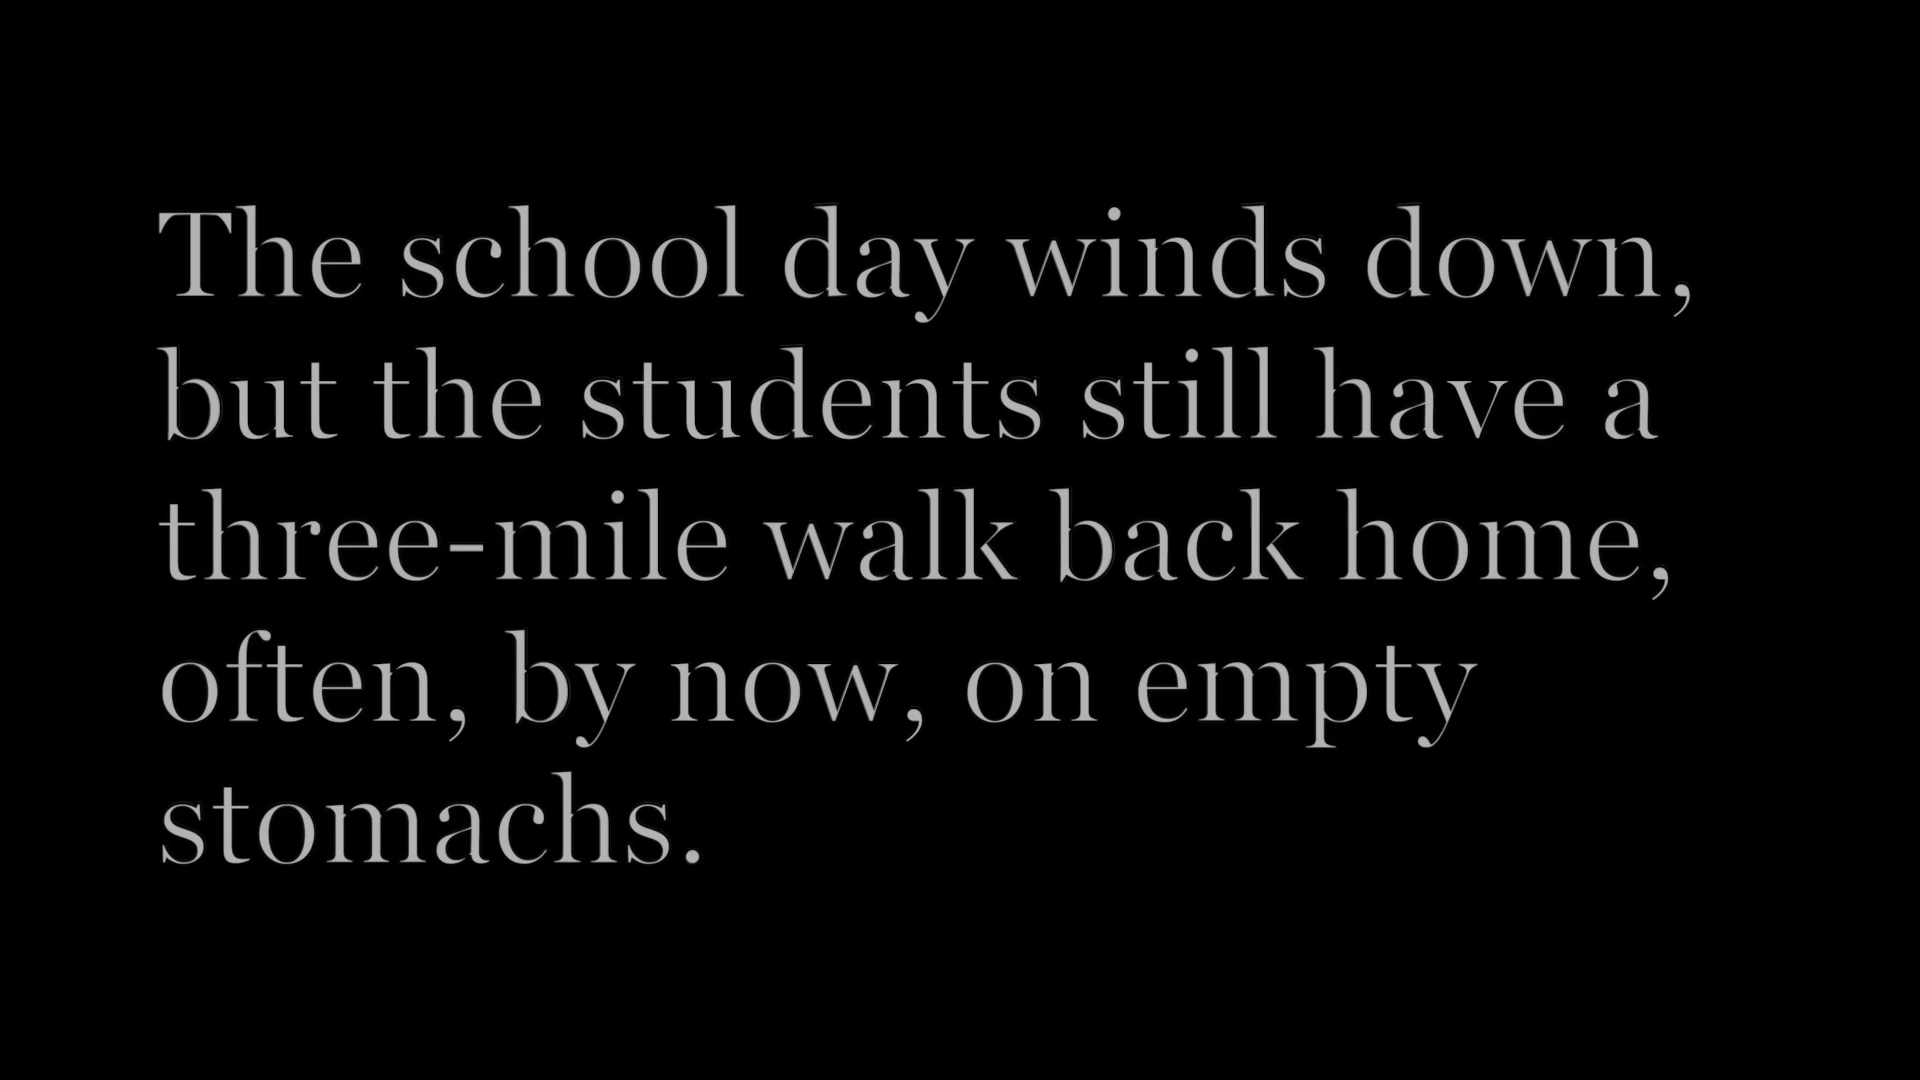 The school day winds down,
but the students still have a
three-mile walk back home,
often, by now, on empty
stomachs.